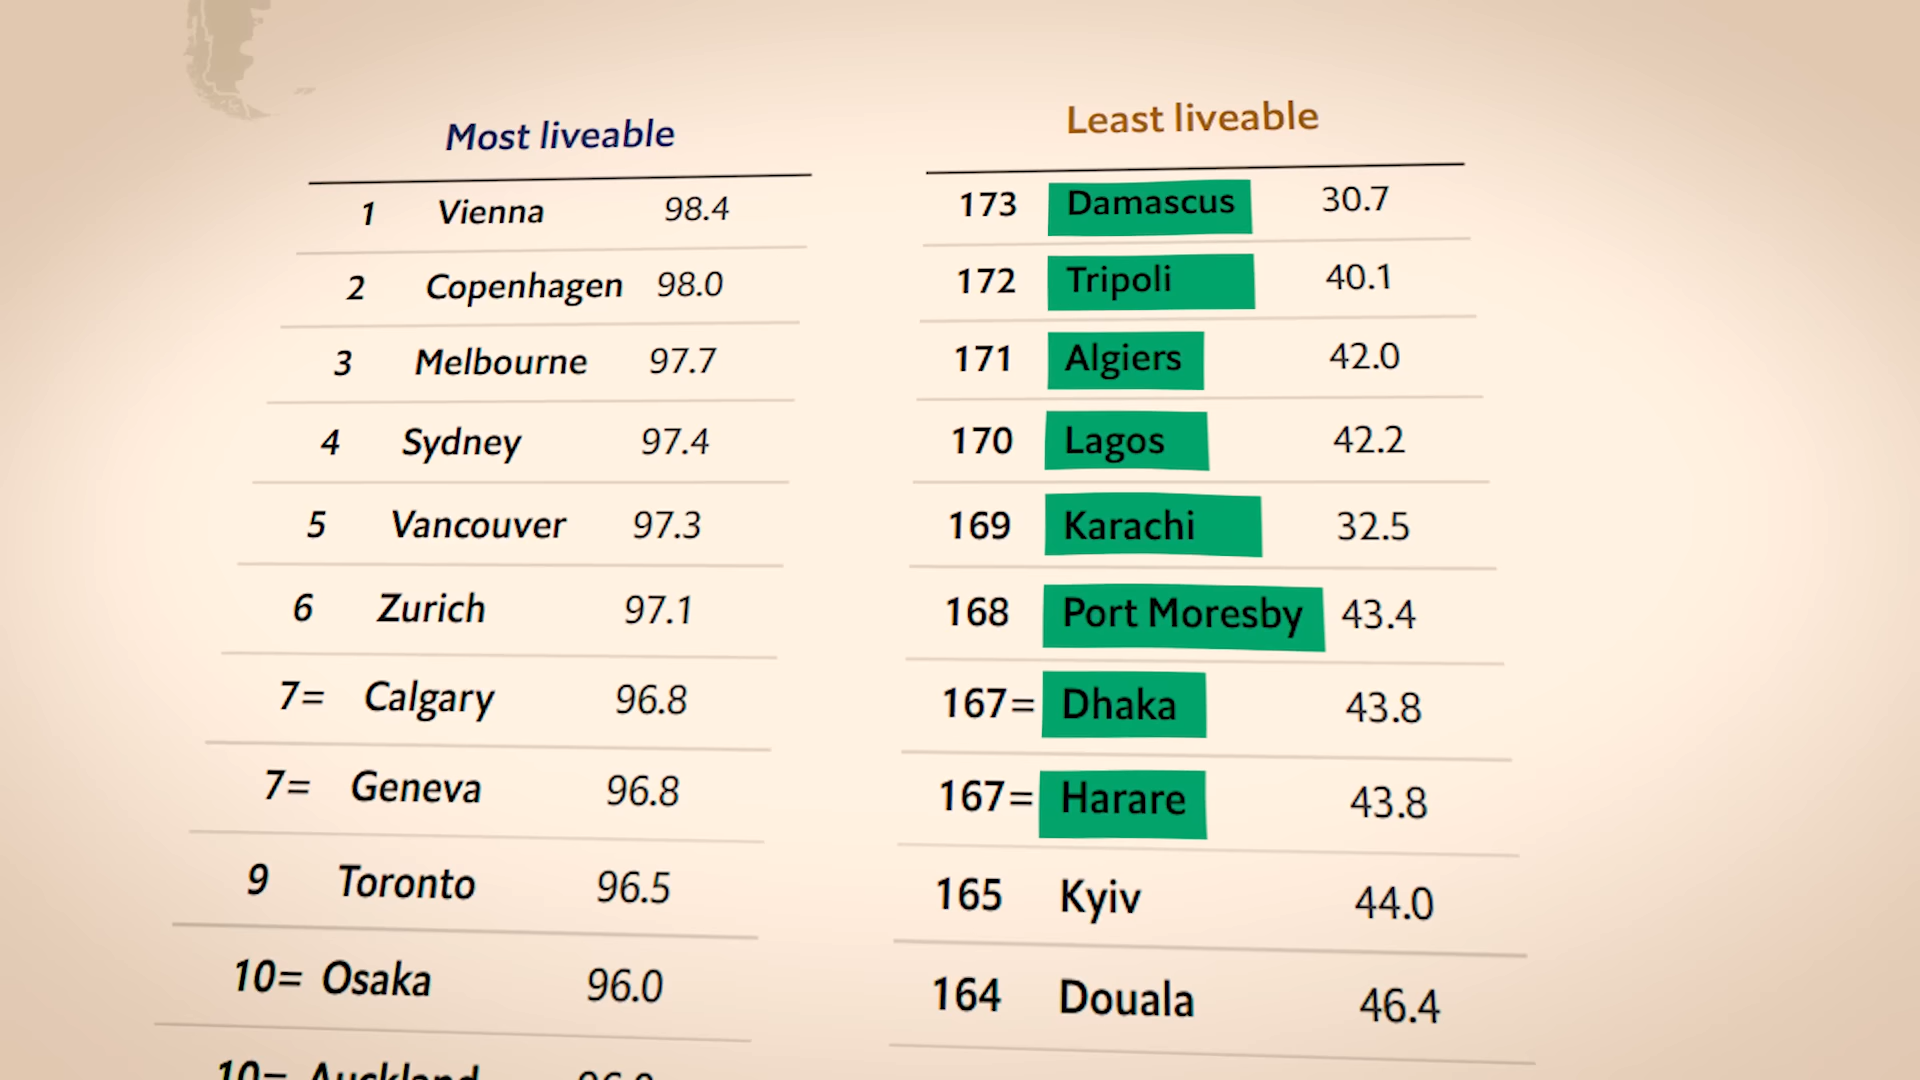 Most liveable
1 Vienna 98.4
2 Copenhagen 98.0
3 Melbourne 97.7
4 Sydney 97.4
5 Vancouver 97.3
6 Zurich 97.1
7= Calgary 96.8
7= Geneva 96.8
9 Toronto 96.5
10= Osaka 96.0
10= Auckland 96.0
Least liveable
173 Damascus 30.7
172 Tripoli 40.1
171 Algiers 42.0
170 Lagos 42.2
169 Karachi 32.5
168 Port Moresby 43.4
167= Dhaka 43.8
167= Harare 43.8
165 Kyiv 44.0
164 Douala 46.4